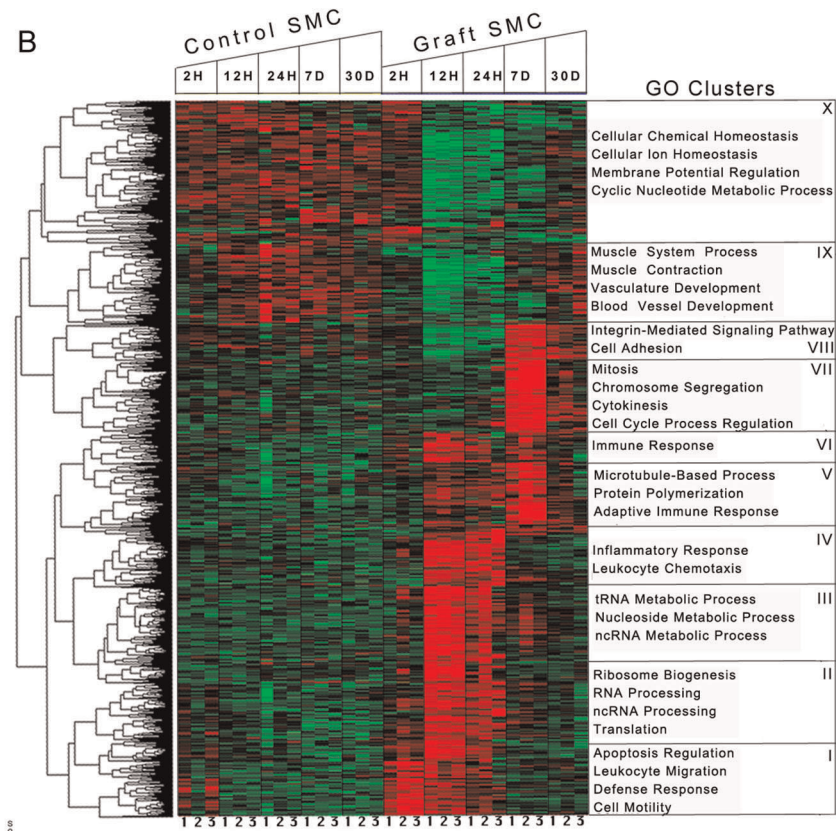 B
Control SMC
Graft SMC
2H 12H 24H 7D 30D 2H 12H 24H 7D 30D
GO Clusters
X
Cellular Chemical Homeostasis
Cellular Ion Homeostasis
Membrane Potential Regulation
Cyclic Nucleotide Metabolic Process
Muscle System Process IX
Muscle Contraction
Vasculature Development
Blood Vessel Development
Integrin-Mediated Signaling Pathway
Cell Adhesion VIII
Mitosis VII
Chromosome Segregation
Cytokinesis
Cell Cycle Process Regulation
Immune Response VI
Microtubule-Based Process V
Protein Polymerization
Adaptive Immune Response
IV
Inflammatory Response
Leukocyte Chemotaxis
tRNA Metabolic Process III
Nucleoside Metabolic Process
ncRNA Metabolic Process
Ribosome Biogenesis II
RNA Processing
ncRNA Processing
Translation
Apoptosis Regulation I
Leukocyte Migration
Defense Response
Cell Motility
1 2 3 1 2 3 1 2 3 1 2 3 1 2 3 1 2 3 1 2 3 1 2 3 1 2 3 1 2 3